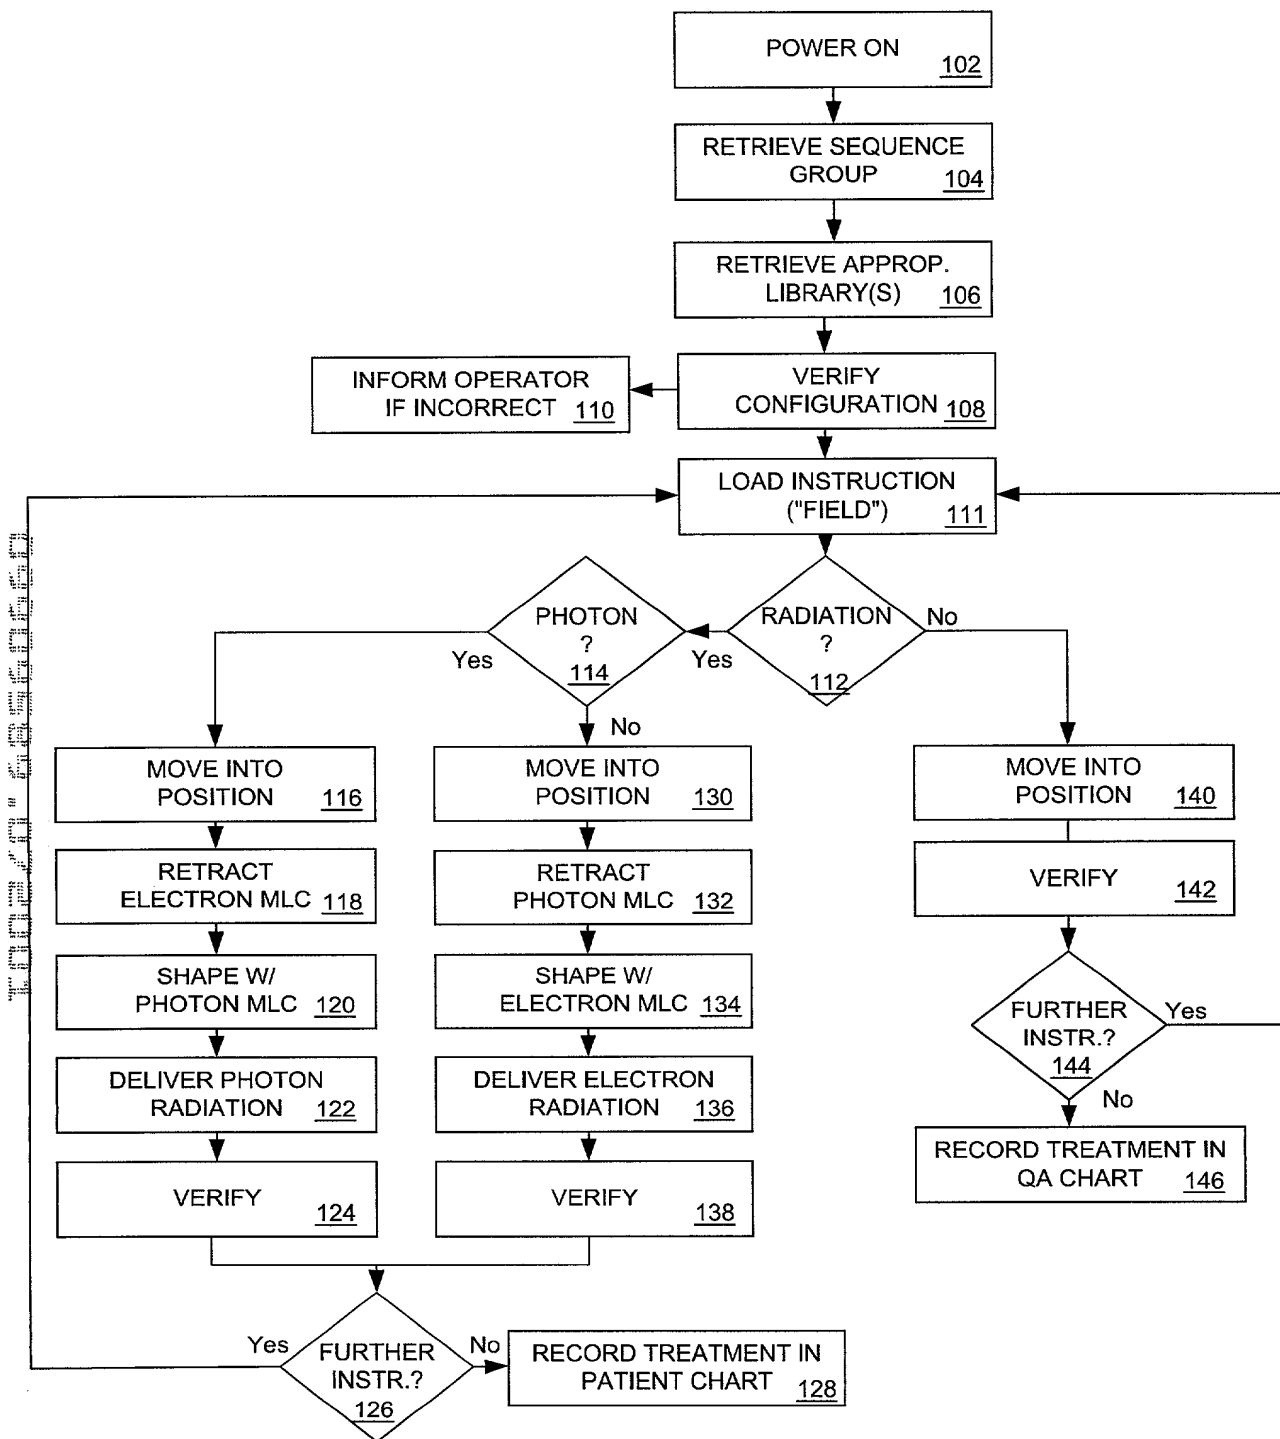 POWER ON
102
RETRIEVE SEQUENCE
GROUP
104
RETRIEVE APPROP.
LIBRARY(S)
106
VERIFY
CONFIGURATION
108
INFORM OPERATOR
IF INCORRECT
110
LOAD INSTRUCTION
("FIELD")
111
RADIATION
?
112
Yes
No
PHOTON
?
114
Yes
No
MOVE INTO
POSITION
116
RETRACT
ELECTRON MLC
118
SHAPE W/
PHOTON MLC
120
DELIVER PHOTON
RADIATION
122
VERIFY
124
MOVE INTO
POSITION
130
RETRACT
PHOTON MLC
132
SHAPE W/
ELECTRON MLC
134
DELIVER ELECTRON
RADIATION
136
VERIFY
138
FURTHER
INSTR.?
126
Yes
No
RECORD TREATMENT IN
PATIENT CHART
128
MOVE INTO
POSITION
140
VERIFY
142
FURTHER
INSTR.?
144
Yes
No
RECORD TREATMENT IN
QA CHART
146